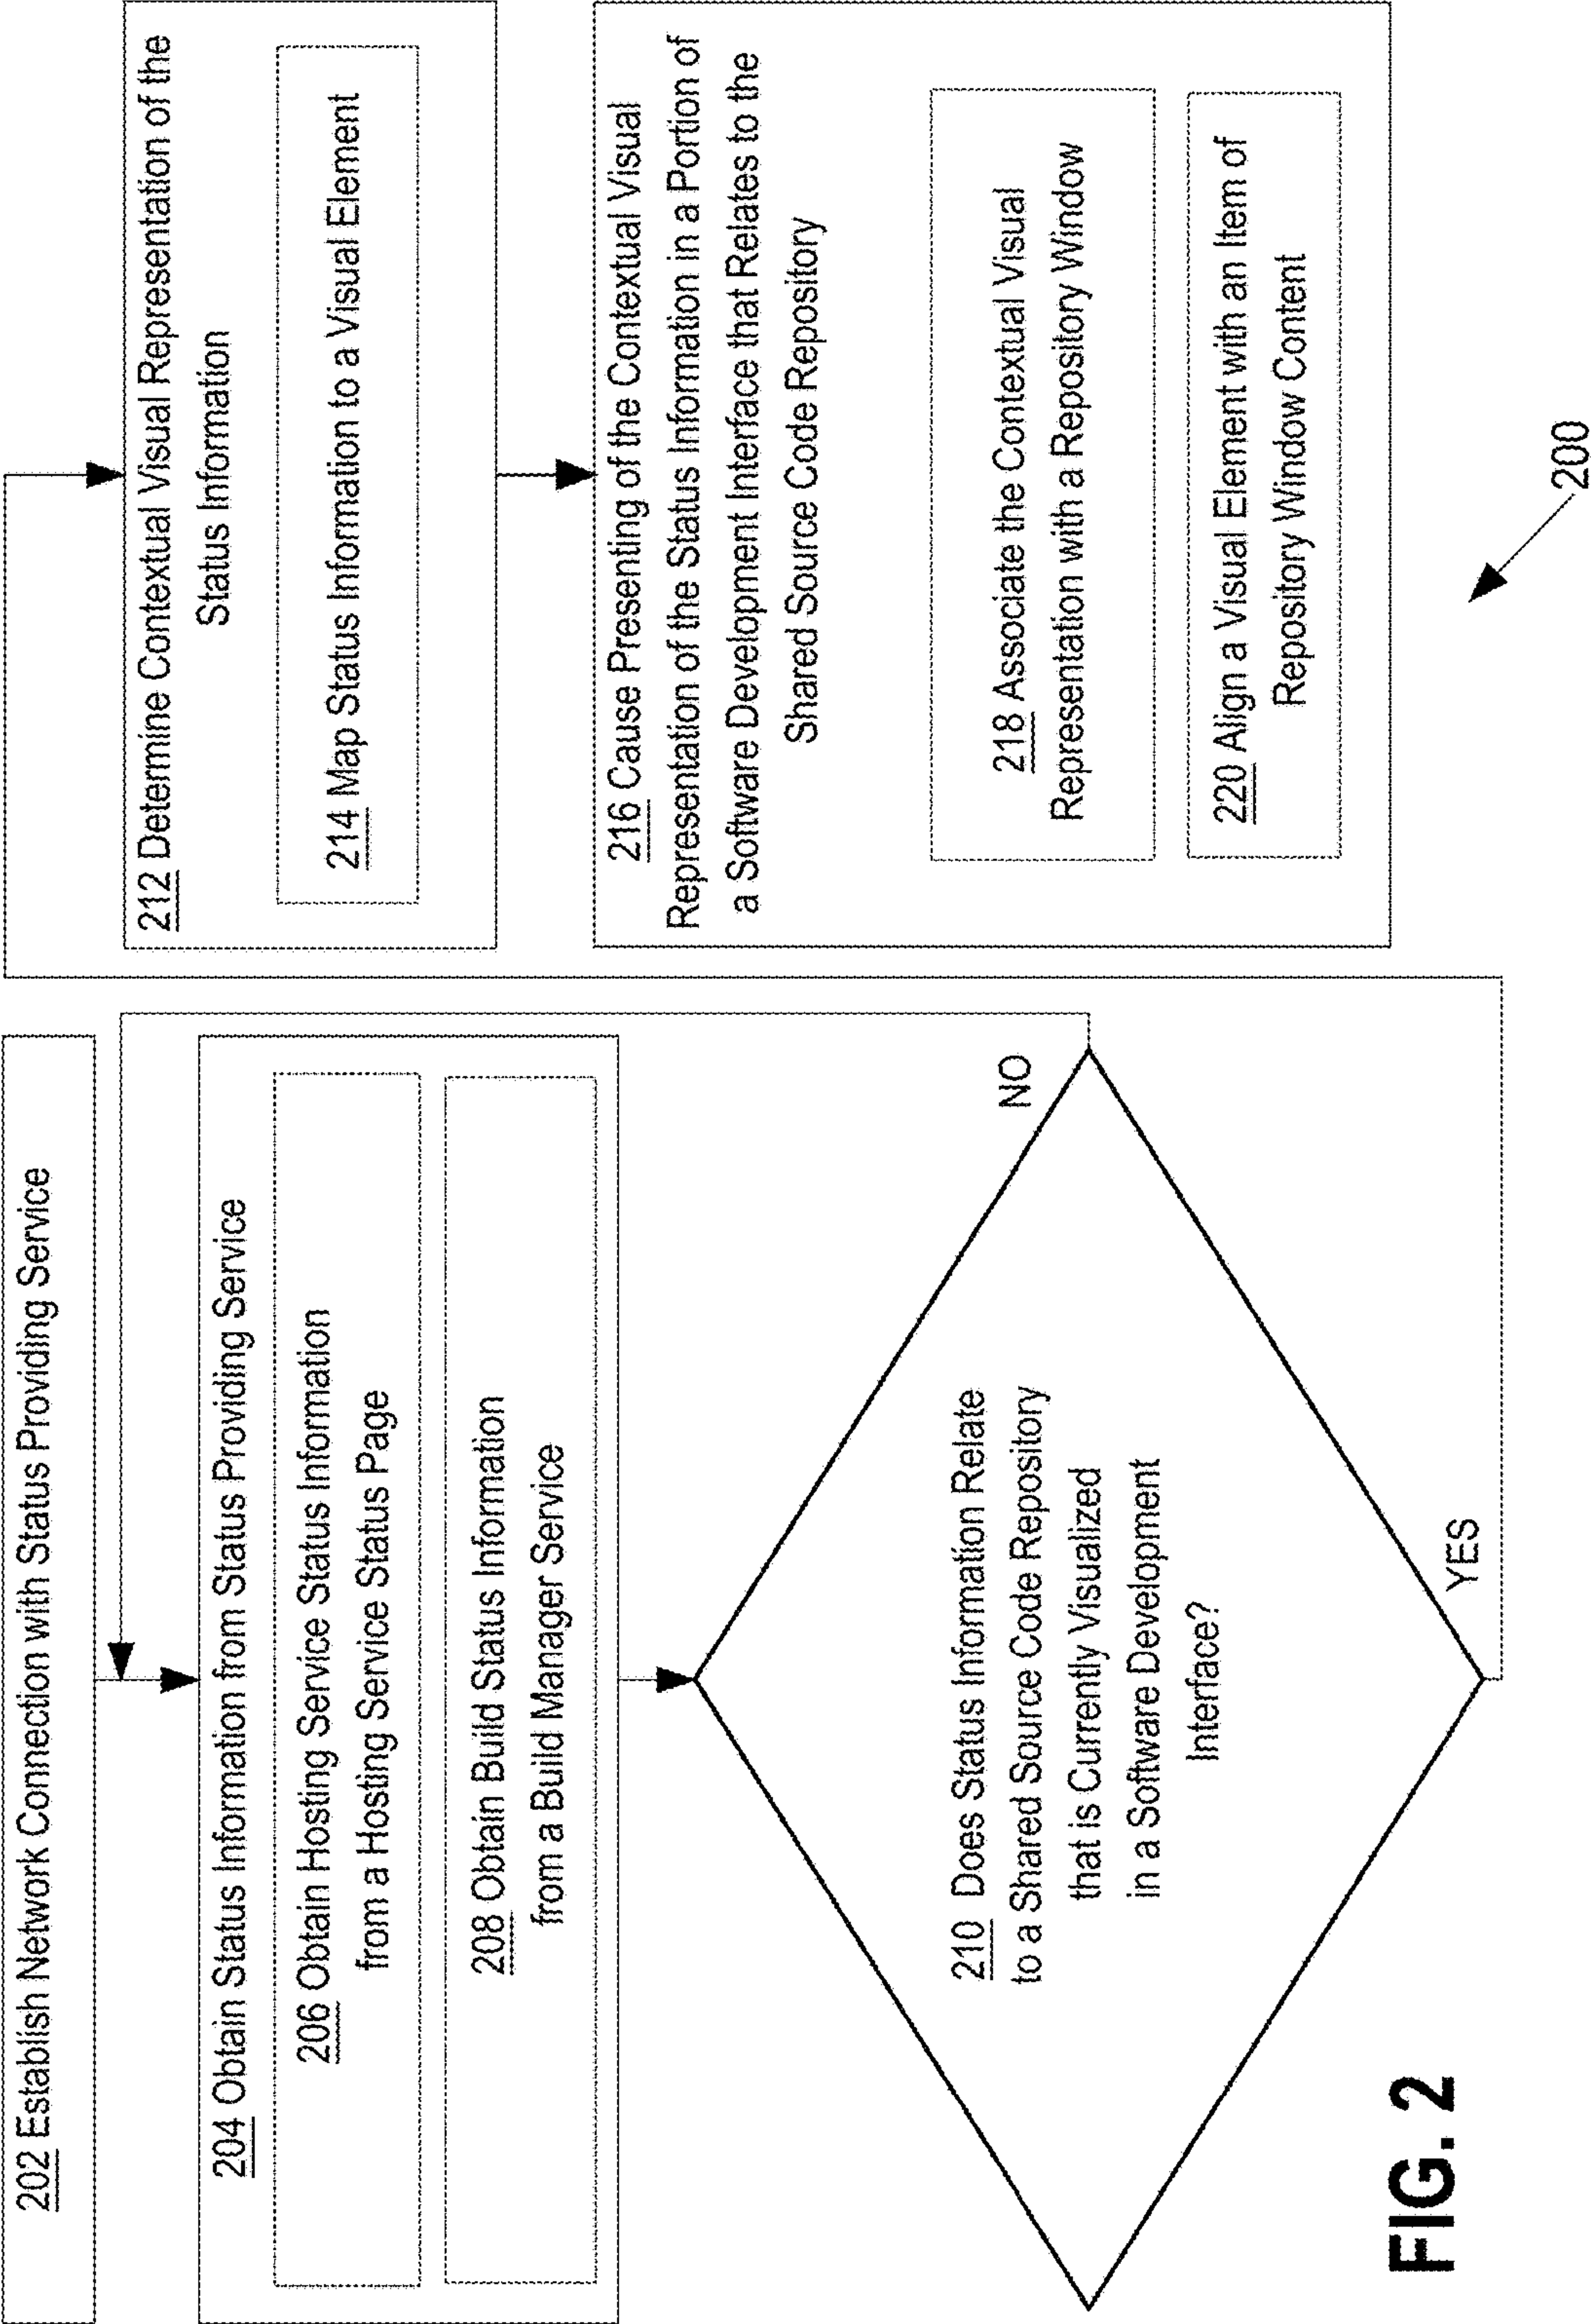 202 Establish Network Connection with Status Providing Service
204 Obtain Status Information from Status Providing Service
206 Obtain Hosting Service Status Information
from a Hosting Service Status Page
208 Obtain Build Status Information
from a Build Manager Service
210 Does Status Information Relate
to a Shared Source Code Repository
that is Currently Visualized
in a Software Development
Interface?
NO
YES
212 Determine Contextual Visual Representation of the
Status Information
214 Map Status Information to a Visual Element
216 Cause Presenting of the Contextual Visual
Representation of the Status Information in a Portion of
a Software Development Interface that Relates to the
Shared Source Code Repository
218 Associate the Contextual Visual
Representation with a Repository Window
220 Align a Visual Element with an Item of
Repository Window Content
200
FIG. 2